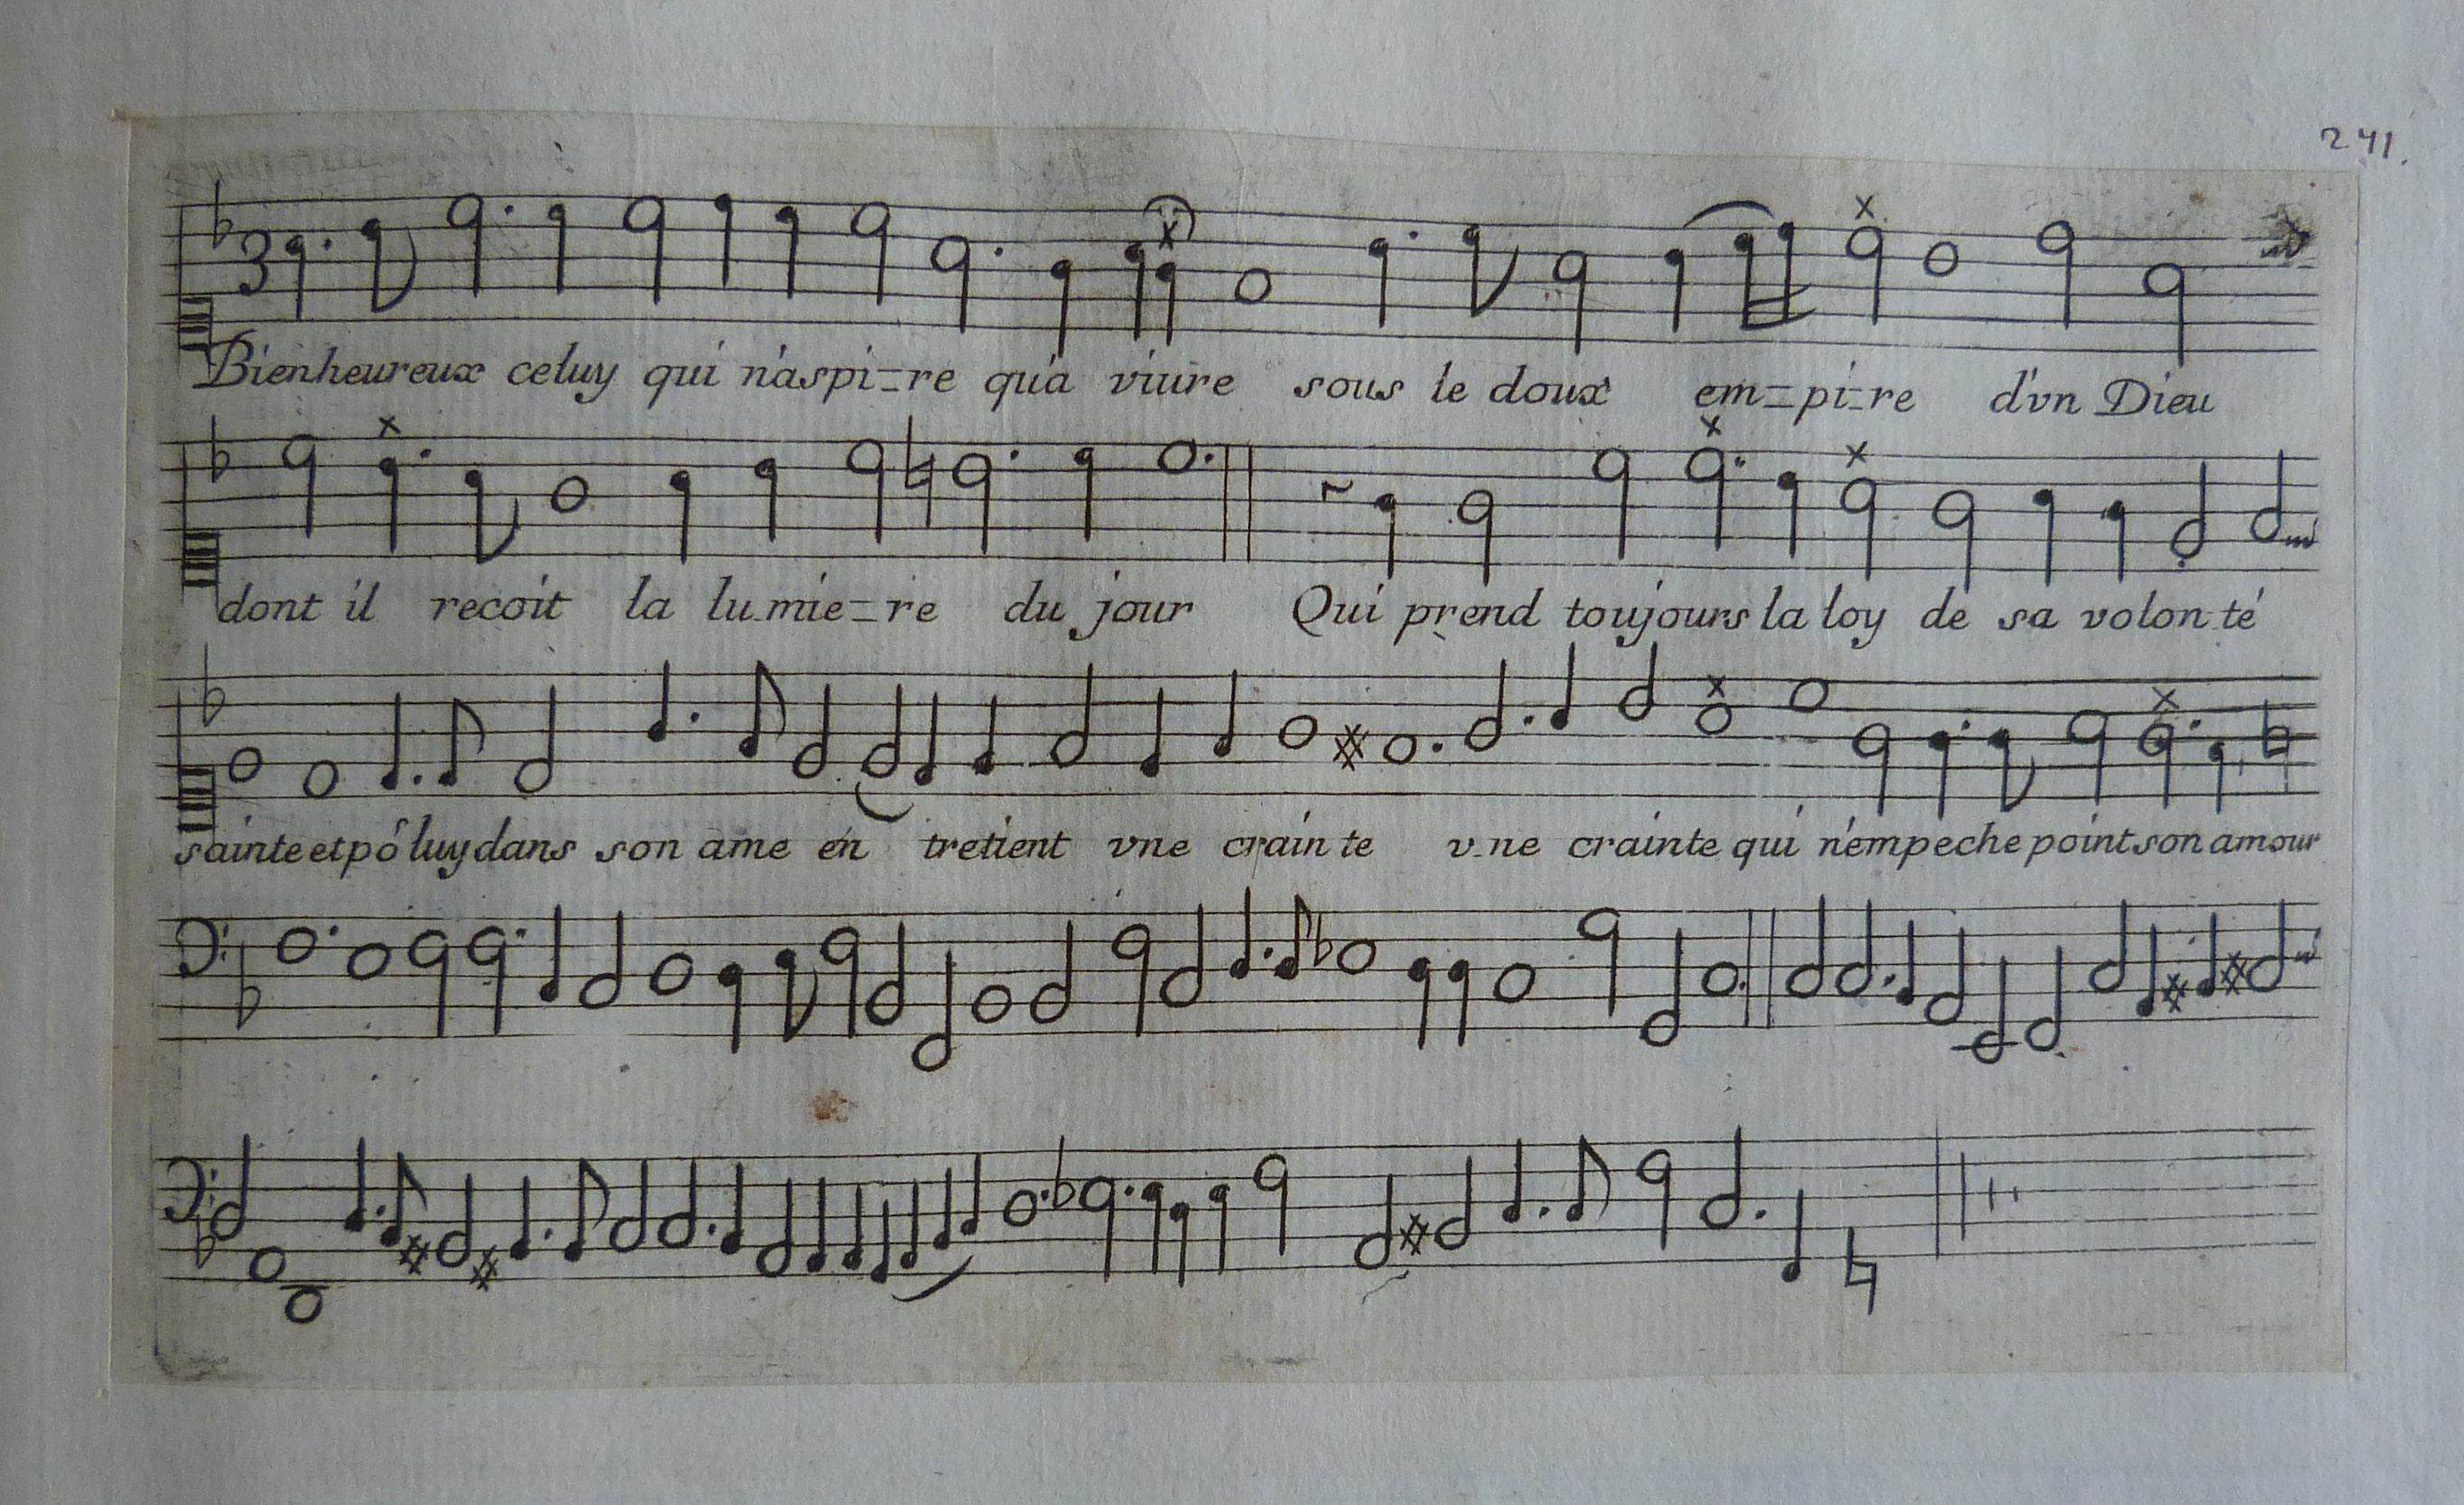 241.
3
Bienheureux celuy qui n'aspi=re qu'a viure sous le doux em=pi=re d'vn Dieu
dont il recoit la lu-mie=re du jour Qui prend toujours la loy de sa volon-té
sainte et pô luy dans son ame en tretient vne crain te v-ne crainte qui n'empeche point son amour